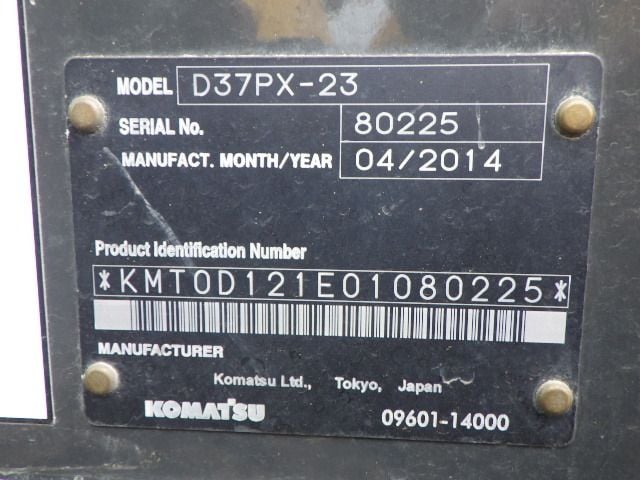 MODEL D37PX-23
SERIAL No. 80225
MANUFACT. MONTH/YEAR 04/2014
Product Identification Number
*KMT0D121E01080225*
MANUFACTURER
Komatsu Ltd., Tokyo, Japan
KOMATSU 09601-14000